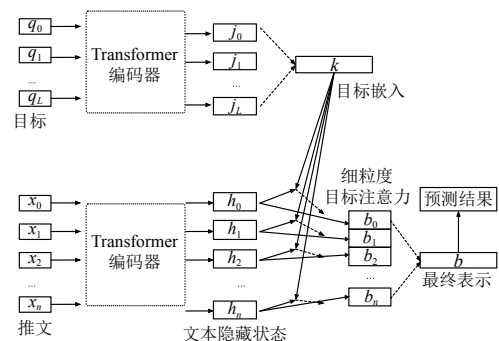 q0
q1
...
qL
目标
Transformer
编码器
j0
j1
...
jL
k
目标嵌入
x0
x1
x2
...
xn
推文
Transformer
编码器
h0
h1
h2
...
hn
文本隐藏状态
细粒度
目标注意力
b0
b1
b2
...
bn
预测结果
b
最终表示